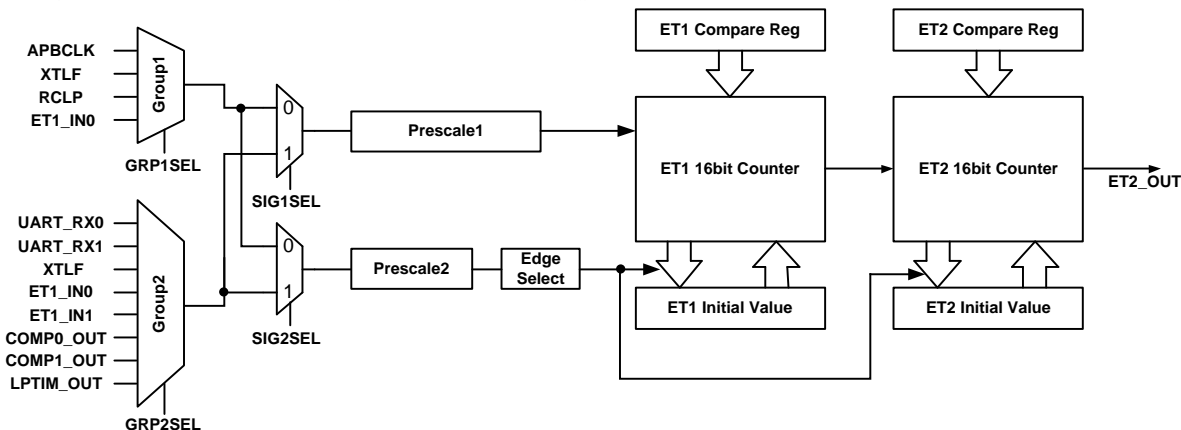 ET1 Compare Reg
ET2 Compare Reg
APBCLK
XTLF
RCLP
ET1_IN0
Group1
GRP1SEL
0
1
SIG1SEL
Prescale1
ET1 16bit Counter
ET2 16bit Counter
ET2_OUT
UART_RX0
UART_RX1
XTLF
ET1_IN0
ET1_IN1
COMP0_OUT
COMP1_OUT
LPTIM_OUT
Group2
GRP2SEL
0
1
SIG2SEL
Prescale2
Edge
Select
ET1 Initial Value
ET2 Initial Value